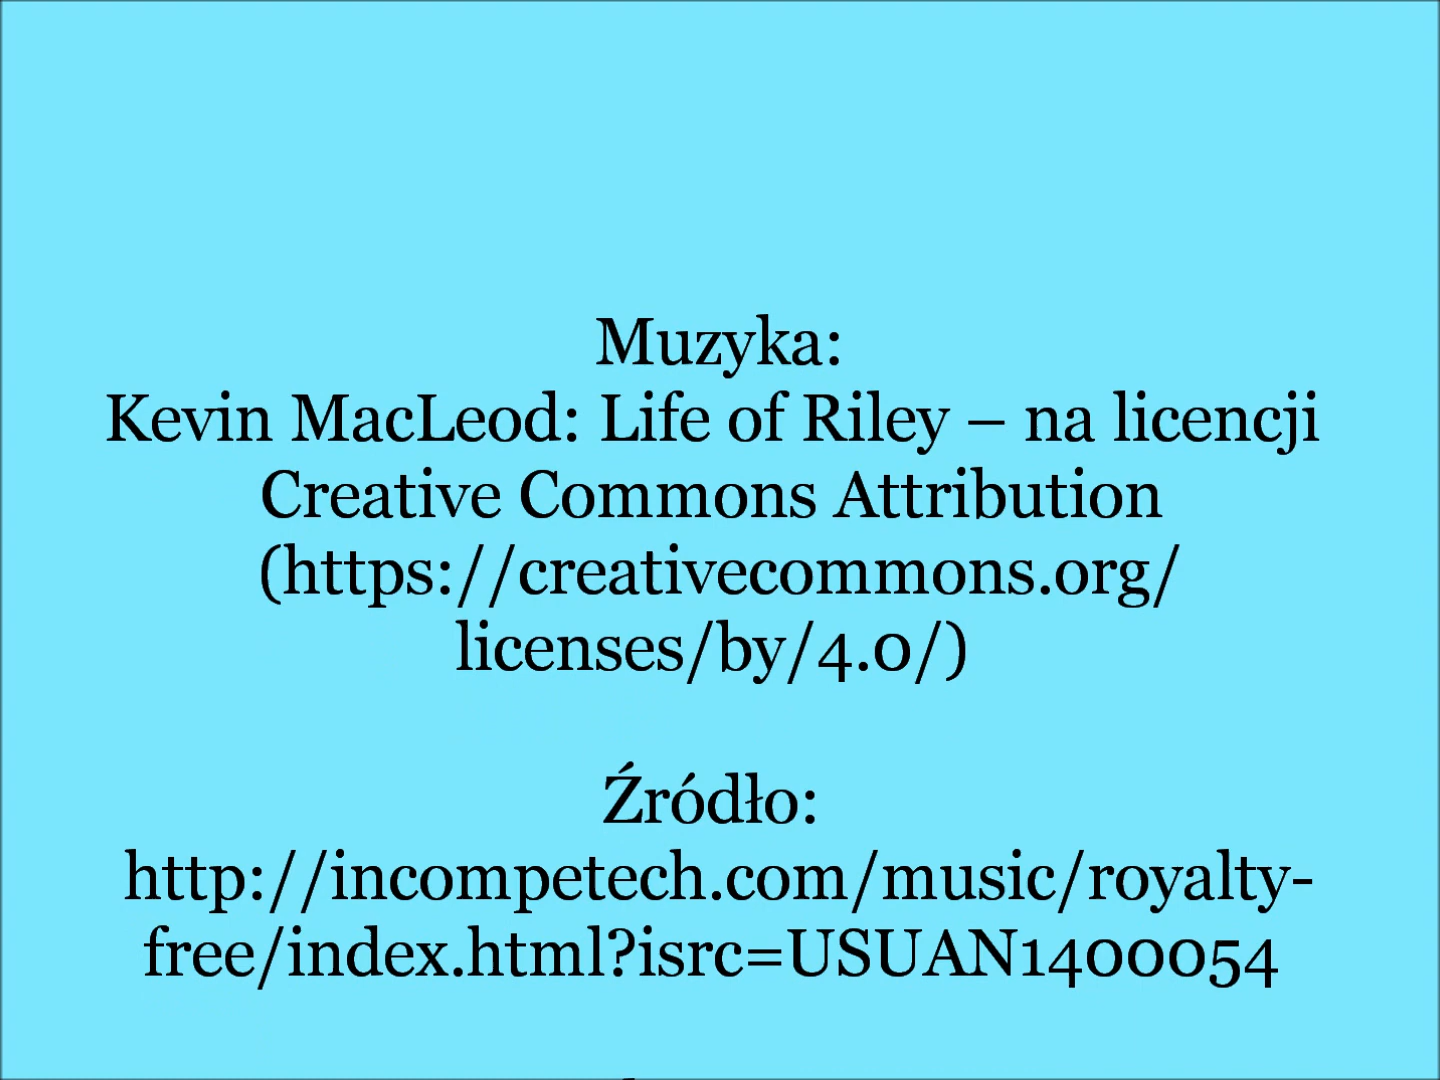 Muzyka:
Kevin MacLeod: Life of Riley – na licencji
Creative Commons Attribution
(https://creativecommons.org/
licenses/by/4.0/)
Źródło:
http://incompetech.com/music/royalty-
free/index.html?isrc=USUAN1400054